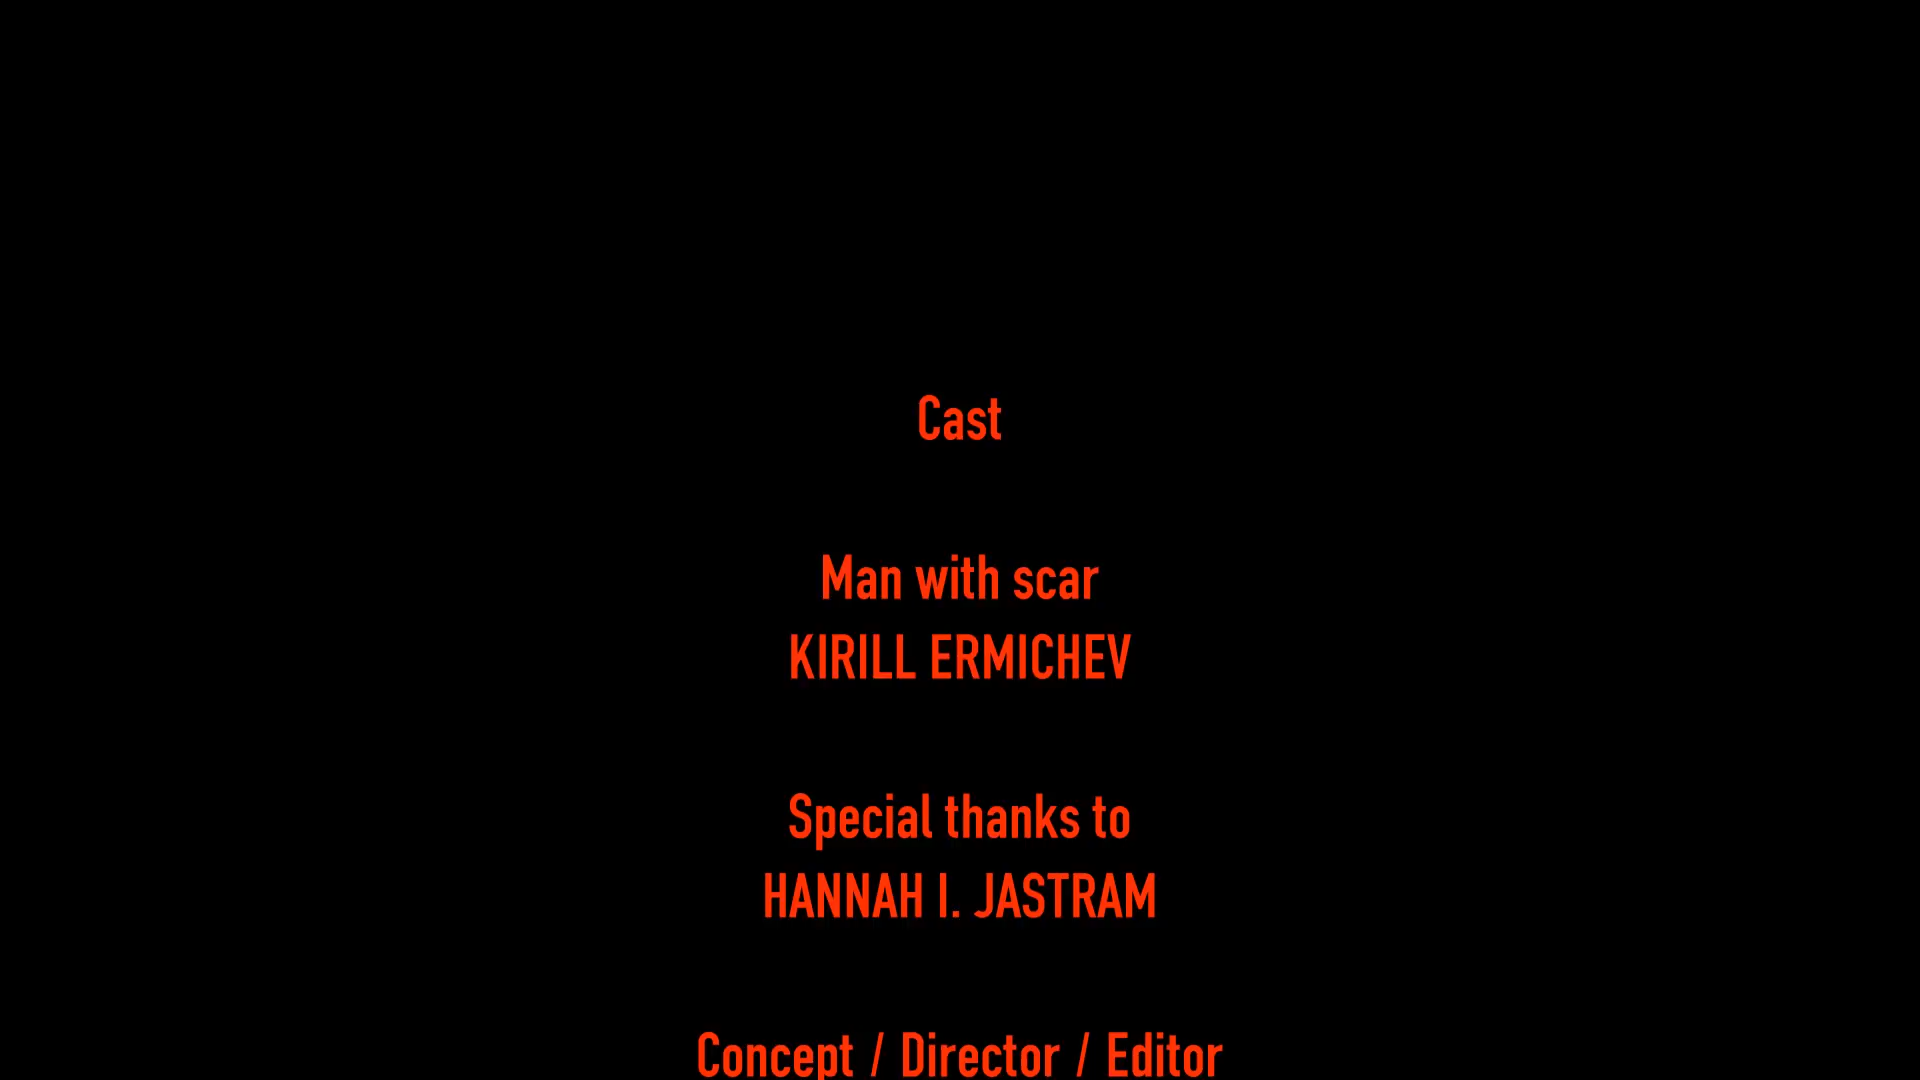 Cast
Man with scar
KIRILL ERMICHEV
Special thanks to
HANNAH I. JASTRAM
Concept / Director / Editor